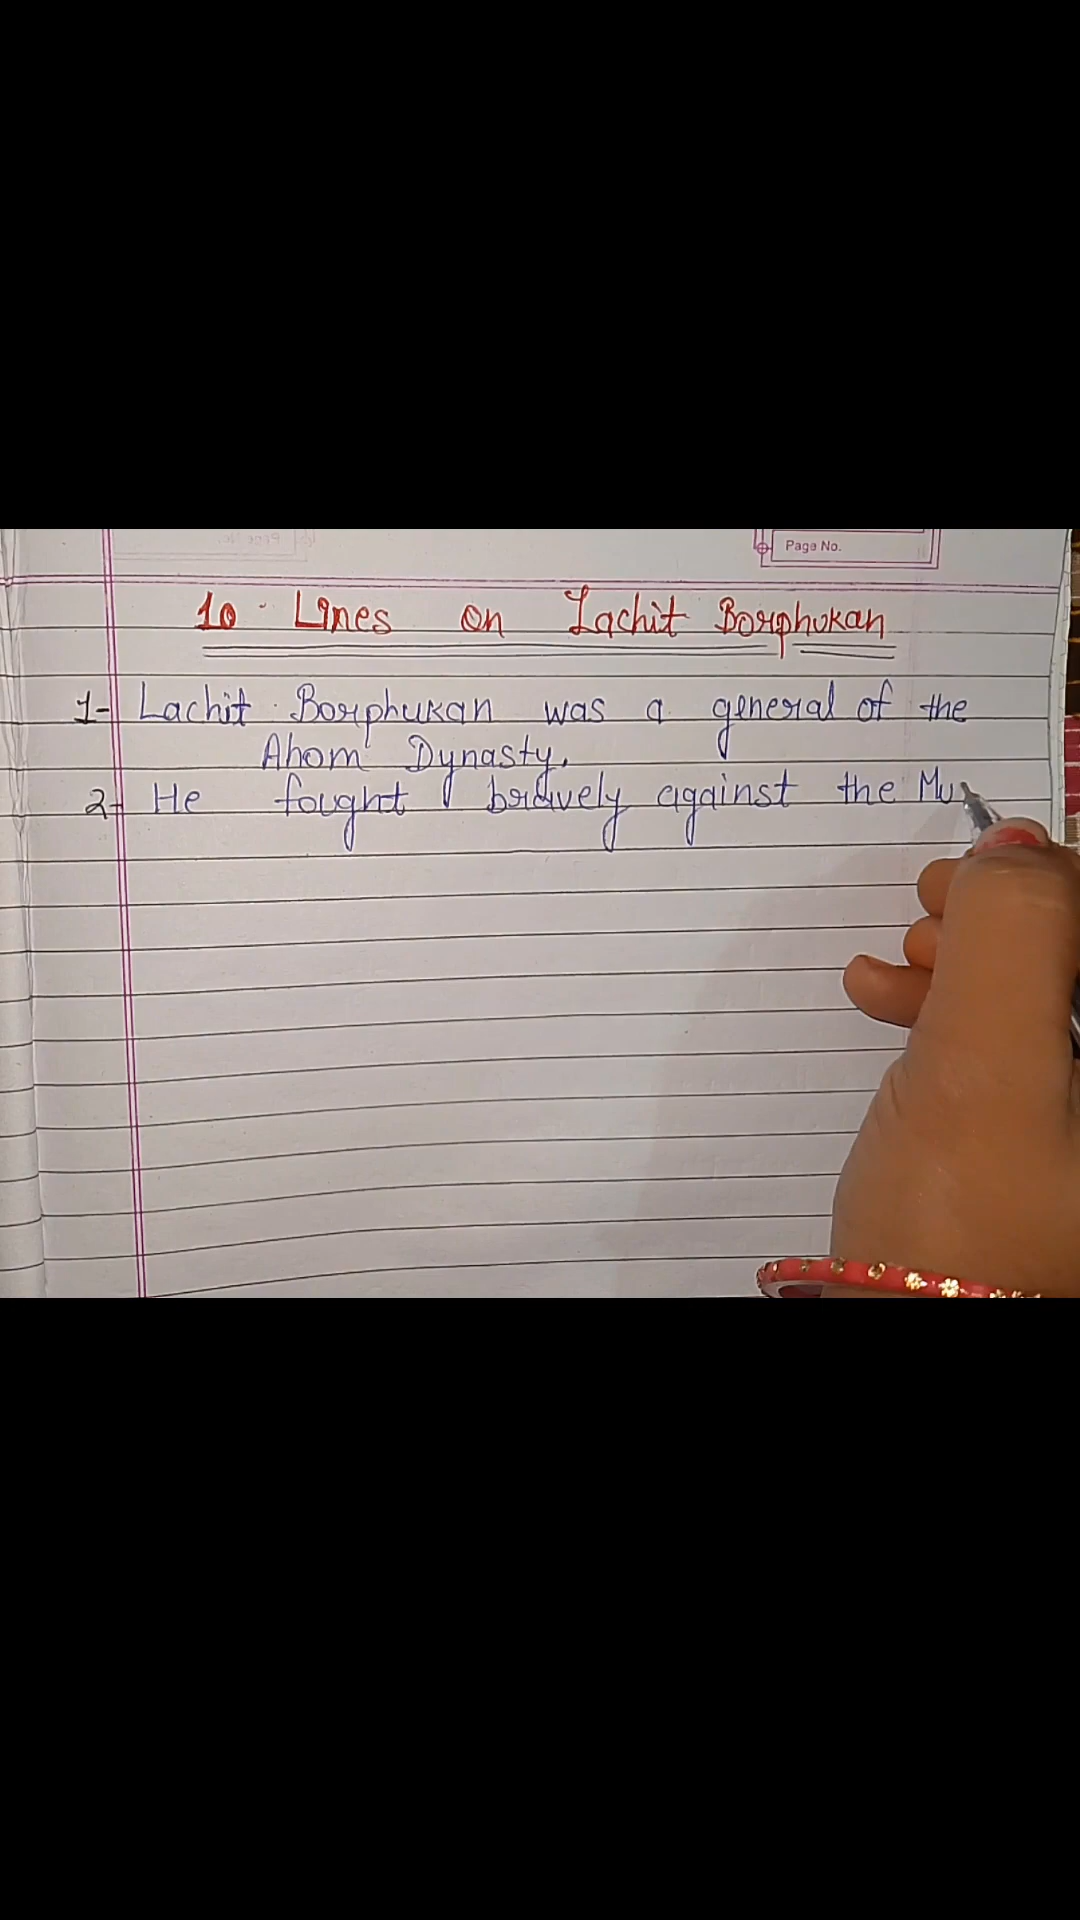 Page No.
10 Lines on Lachit Borphukan
1- Lachit Borphukan was a general of the
Ahom Dynasty.
2- He fought bravely against the Mu